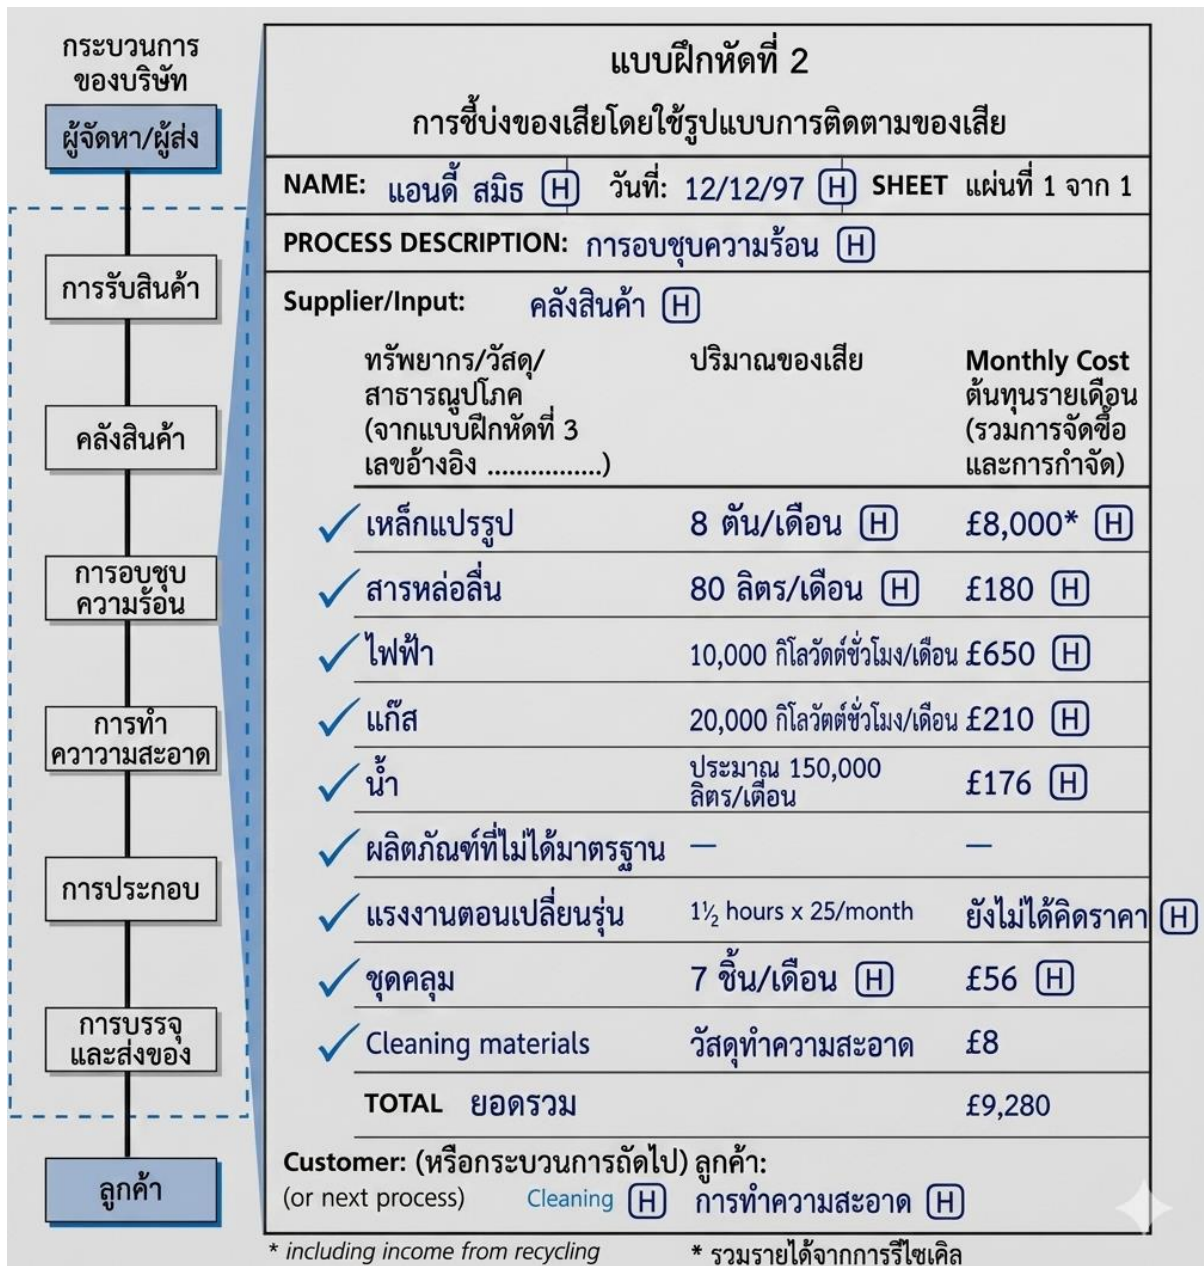 กระบวนการ
ของบริษัท
ผู้จัดหา/ผู้ส่ง
การรับสินค้า
คลังสินค้า
การอบชุบ
ความร้อน
การทำ
ความวามสะอาด
การประกอบ
การบรรจุ
และส่งของ
ลูกค้า
แบบฝึกหัดที่ 2
การชี้บ่งของเสียโดยใช้รูปแบบการติดตามของเสีย
NAME: แอนดี้ สมิธ H วันที่: 12/12/97 H SHEET แผ่นที่ 1 จาก 1
PROCESS DESCRIPTION: การอบชุบความร้อน H
Supplier/Input: คลังสินค้า H
ทรัพยากร/วัสดุ/ ปริมาณของเสีย Monthly Cost
สาธารณูปโภค ต้นทุนรายเดือน
(จากแบบฝึกหัดที่ 3 (รวมการจัดซื้อ
เลขอ้างอิง ................) และการกำจัด)
✓ เหล็กแปรรูป 8 ตัน/เดือน H £8,000* H
✓ สารหล่อลื่น 80 ลิตร/เดือน H £180 H
✓ ไฟฟ้า 10,000 กิโลวัตต์ชั่วโมง/เดือน £650 H
✓ แก๊ส 20,000 กิโลวัตต์ชั่วโมง/เดือน £210 H
✓ น้ำ ประมาณ 150,000 £176 H
ลิตร/เดือน
✓ ผลิตภัณฑ์ที่ไม่ได้มาตรฐาน — —
✓ แรงงานตอนเปลี่ยนรุ่น 1½ hours x 25/month ยังไม่ได้คิดราคา H
✓ ชุดคลุม 7 ชิ้น/เดือน H £56 H
✓ Cleaning materials วัสดุทำความสะอาด £8
TOTAL ยอดรวม £9,280
Customer: (หรือกระบวนการถัดไป) ลูกค้า:
(or next process) Cleaning H การทำความสะอาด H
* including income from recycling * รวมรายได้จากการรีไซเคิล